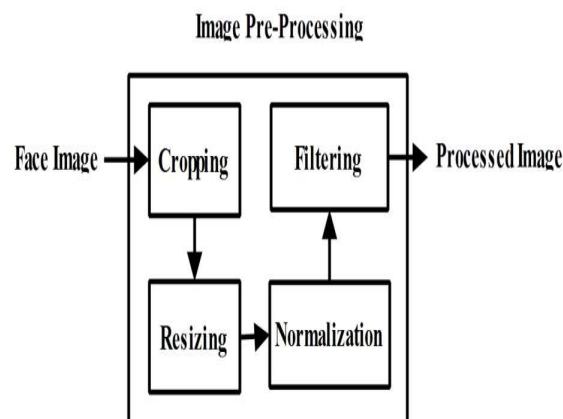 Image Pre-Processing
Face Image
Cropping
Filtering
Processed Image
Resizing
Normalization